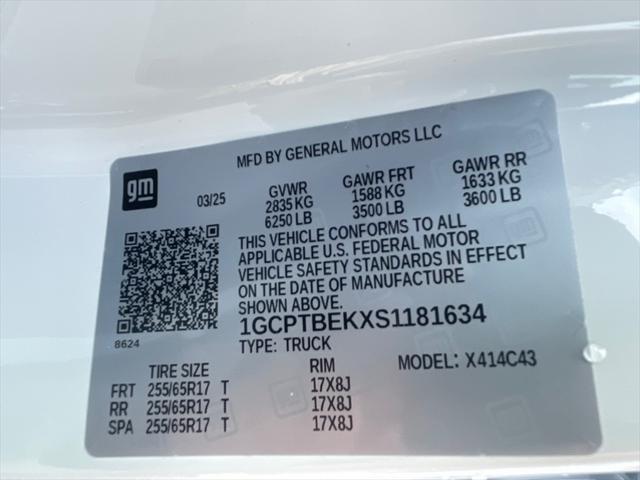 MFD BY GENERAL MOTORS LLC
gm
03/25
GVWR GAWR FRT GAWR RR
2835 KG 1588 KG 1633 KG
6250 LB 3500 LB 3600 LB
THIS VEHICLE CONFORMS TO ALL
APPLICABLE U.S. FEDERAL MOTOR
VEHICLE SAFETY STANDARDS IN EFFECT
ON THE DATE OF MANUFACTURE
SHOWN ABOVE.
1GCPTBEKXS1181634
8624
TYPE: TRUCK MODEL: X414C43
TIRE SIZE RIM
FRT 255/65R17 T 17X8J
RR 255/65R17 T 17X8J
SPA 255/65R17 T 17X8J